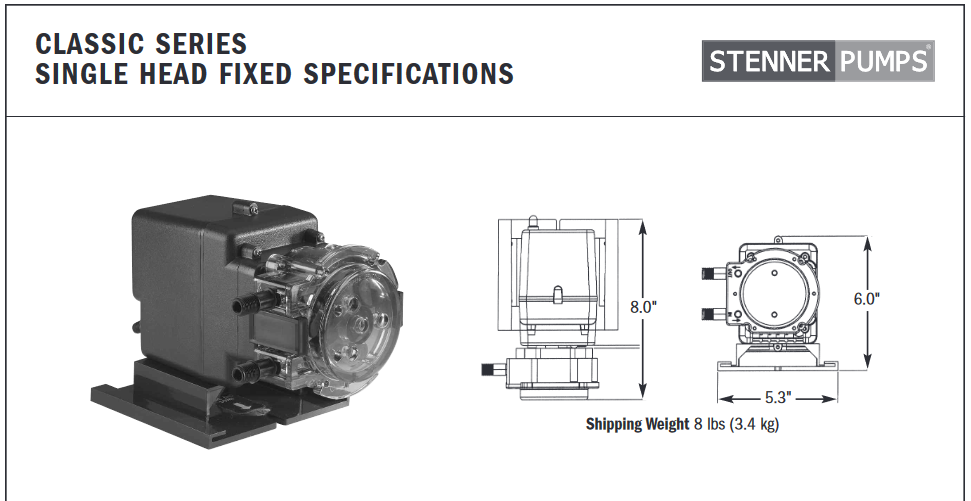 CLASSIC SERIES
SINGLE HEAD FIXED SPECIFICATIONS
STENNER PUMPS®
8.0"
6.0"
5.3"
Shipping Weight 8 lbs (3.4 kg)